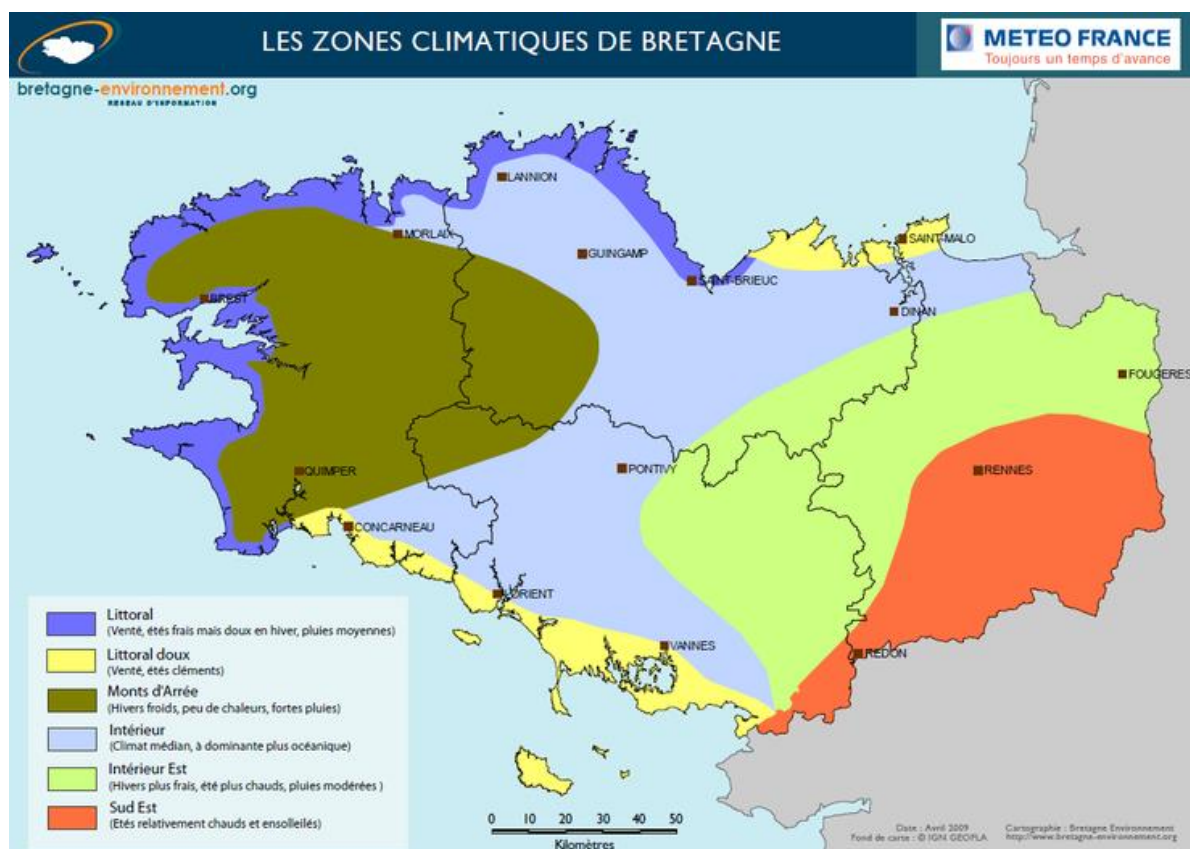 LES ZONES CLIMATIQUES DE BRETAGNE
METEO FRANCE
Toujours un temps d'avance
bretagne-environnement.org
RESEAU D'INFORMATION
LANNION
MORLAIX
GUINGAMP
SAINT-MALO
SAINT-BRIEUC
BREST
DINAN
FOUGERES
QUIMPER
PONTIVY
RENNES
CONCARNEAU
LORIENT
VANNES
REDON
Littoral
(Venté, étés frais mais doux en hiver, pluies moyennes)
Littoral doux
(Venté, étés cléments)
Monts d'Arrée
(Hivers froids, peu de chaleurs, fortes pluies)
Intérieur
(Climat médian, à dominante plus océanique)
Intérieur Est
(Hivers plus frais, été plus chauds, pluies modérées )
Sud Est
(Etés relativement chauds et ensolleilés)
0 10 20 30 40 50
Kilomètres
Date : Avril 2009
Fond de carte : © IGN GEOFLA
Cartographie : Bretagne Environnement
http://www.bretagne-environnement.org